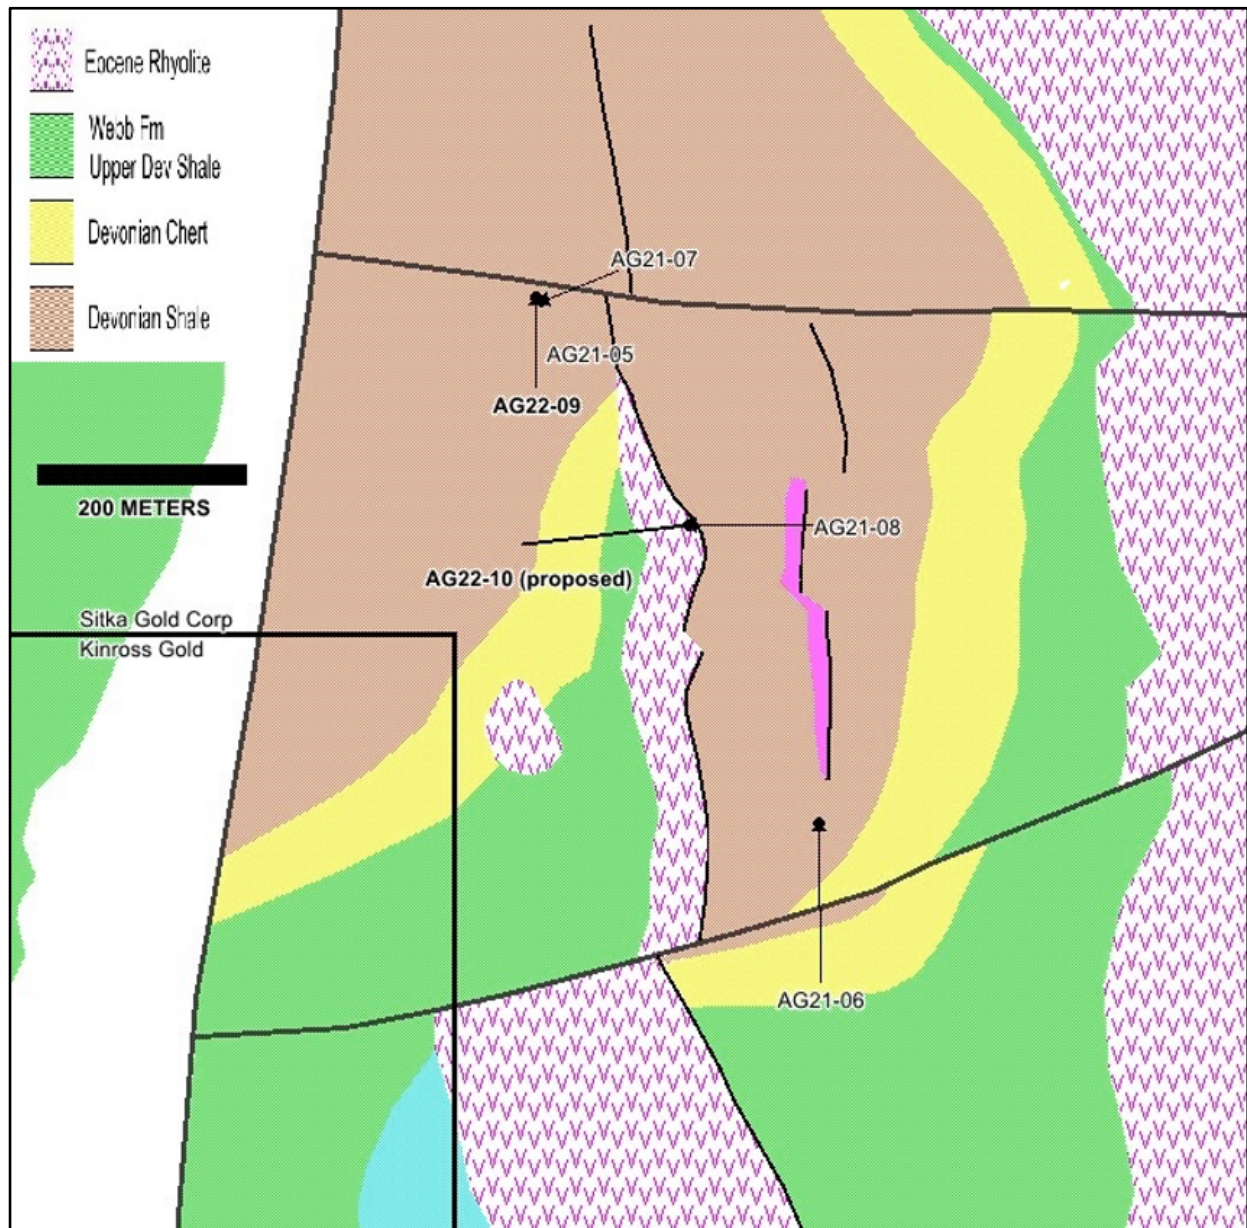 Eocene Rhyolite
Webb Fm
Upper Dev Shale
Devonian Chert
Devonian Shale
AG21-07
AG21-05
AG22-09
200 METERS
AG21-08
AG22-10 (proposed)
Sitka Gold Corp
Kinross Gold
AG21-06